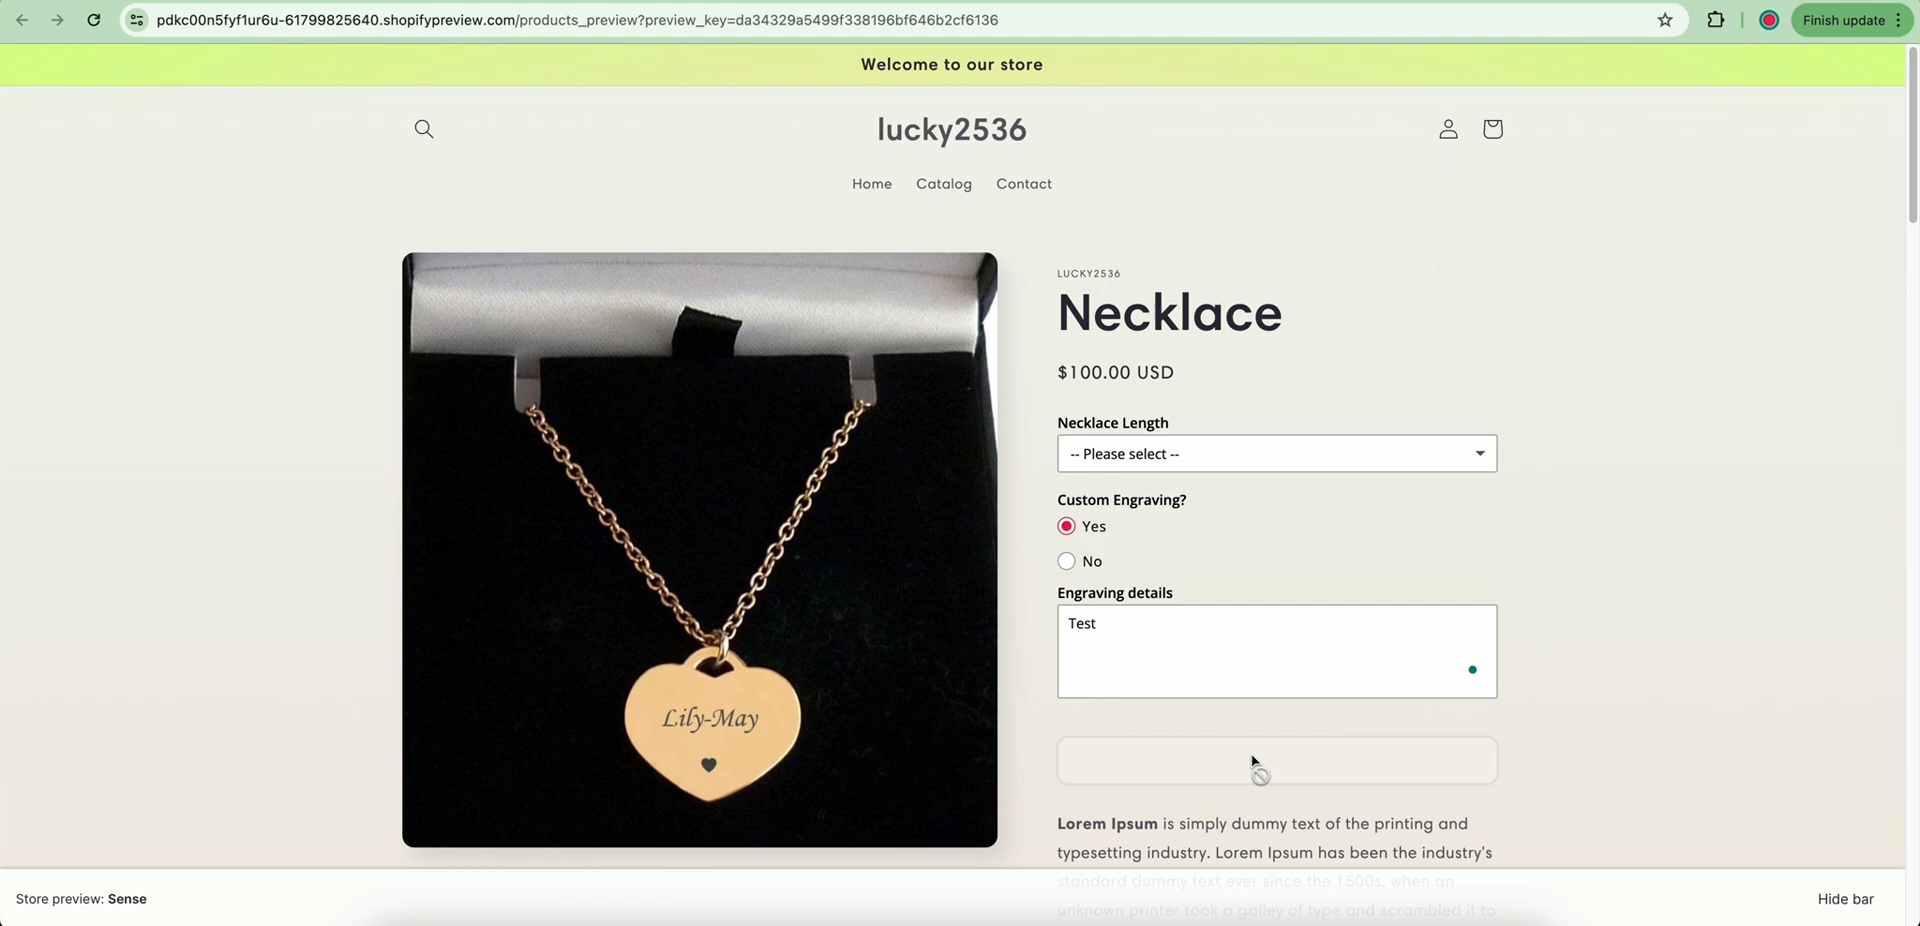 pdkc00n5fyf1ur6u-61799825640.shopifypreview.com/products_preview?preview_key=da34329a5499f338196bf646b2cf6136
Finish update
Welcome to our store
lucky2536
Home Catalog Contact
LUCKY2536
Necklace
$100.00 USD
Necklace Length
-- Please select --
Custom Engraving?
Yes
No
Engraving details
Test
Lily-May
Lorem Ipsum is simply dummy text of the printing and
typesetting industry. Lorem Ipsum has been the industry's
standard dummy text ever since the 1500s, when an
unknown printer took a galley of type and scrambled it to
Store preview: Sense
Hide bar